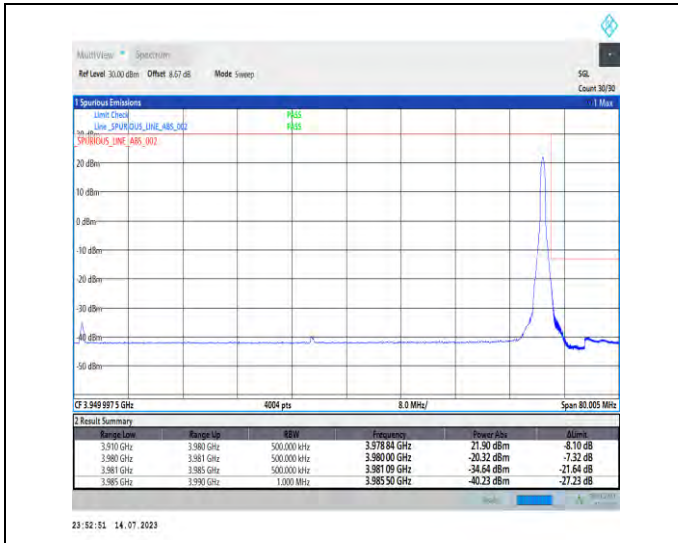 MultiView Spectrum
Ref Level 30.00 dBm Offset 8.67 dB Mode Sweep SGL
Count 30/30
1 Spurious Emissions 1 Max
Limit Check PASS
Line _SPURIOUS_LINE_ABS_002 PASS
_SPURIOUS_LINE_ABS_002
20 dBm
10 dBm
0 dBm
-10 dBm
-20 dBm
-30 dBm
-40 dBm
-50 dBm
CF 3.949 997 5 GHz 4004 pts 8.0 MHz/ Span 80.005 MHz
2 Result Summary
Range Low Range Up RBW Frequency Power Abs ΔLimit
3.910 GHz 3.980 GHz 500.000 kHz 3.978 84 GHz 21.90 dBm -8.10 dB
3.980 GHz 3.981 GHz 500.000 kHz 3.980 00 GHz -20.32 dBm -7.32 dB
3.981 GHz 3.985 GHz 500.000 kHz 3.981 09 GHz -34.64 dBm -21.64 dB
3.985 GHz 3.990 GHz 1.000 MHz 3.985 50 GHz -40.23 dBm -27.23 dB
23:52:51 14.07.2023